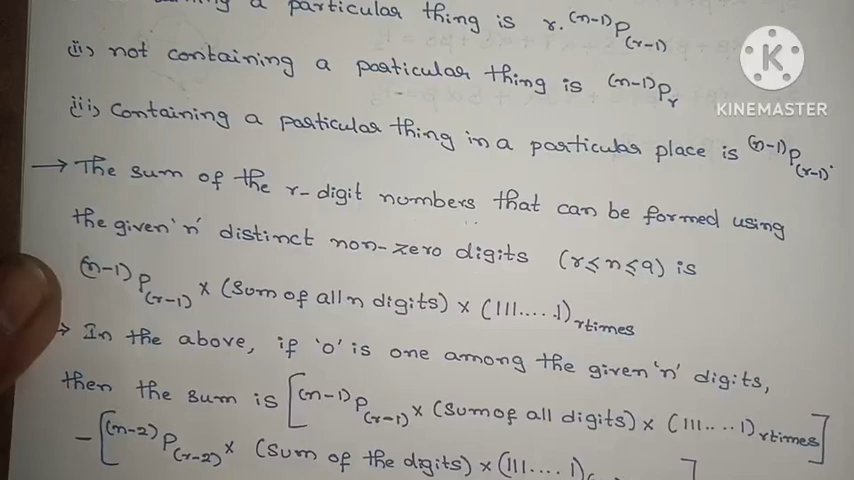 a particular thing is r. (n-1)P(r-1)
(ii) not containing a particular thing is (n-1)Pr
(iii) containing a particular thing in a particular place is (n-1)P(r-1).
→ The sum of the r-digit numbers that can be formed using
the given 'n' distinct non-zero digits (r≤n≤9) is
(n-1)P(r-1) × (sum of all n digits) × (111.....1)r times
→ In the above, if '0' is one among the given 'n' digits,
then the sum is [(n-1)P(r-1) × (sum of all digits) × (111....1)r times]
-[(n-2)P(r-2) × (sum of the digits) × (111....1)
K
KINEMASTER